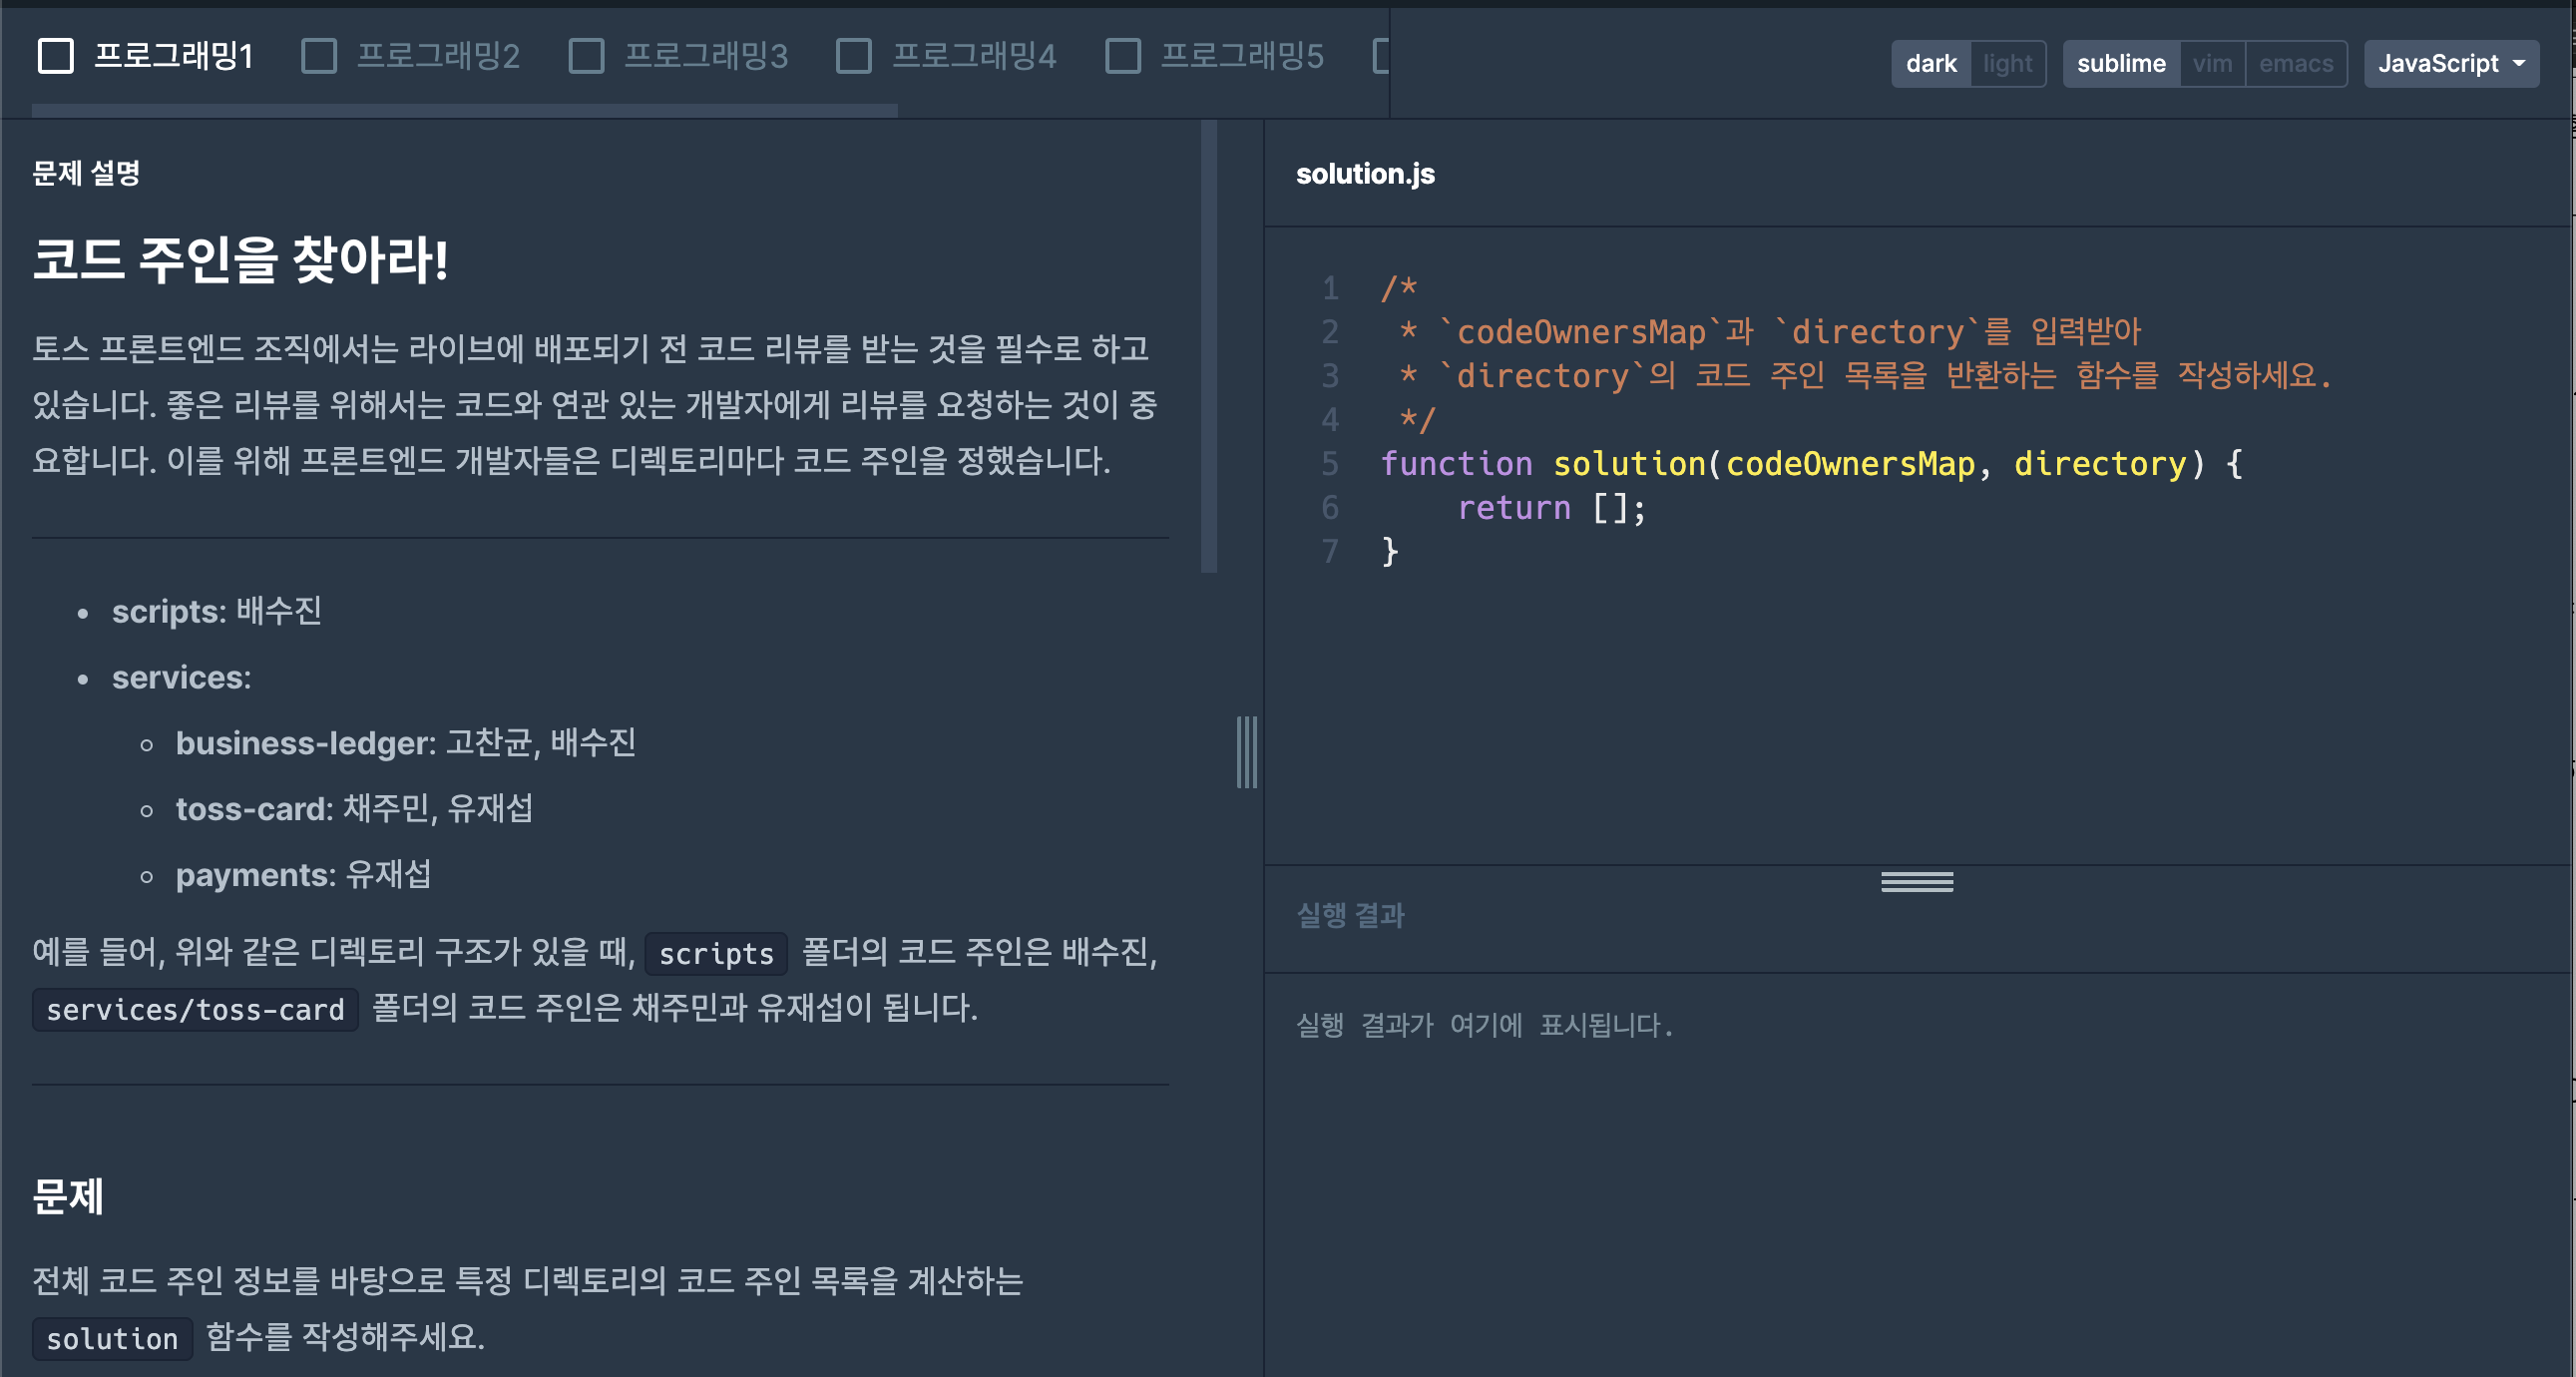 프로그래밍1 프로그래밍2 프로그래밍3 프로그래밍4 프로그래밍5
dark light sublime vim emacs JavaScript
문제 설명
코드 주인을 찾아라!
토스 프론트엔드 조직에서는 라이브에 배포되기 전 코드 리뷰를 받는 것을 필수로 하고
있습니다. 좋은 리뷰를 위해서는 코드와 연관 있는 개발자에게 리뷰를 요청하는 것이 중
요합니다. 이를 위해 프론트엔드 개발자들은 디렉토리마다 코드 주인을 정했습니다.
• scripts: 배수진
• services:
◦ business-ledger: 고찬균, 배수진
◦ toss-card: 채주민, 유재섭
◦ payments: 유재섭
예를 들어, 위와 같은 디렉토리 구조가 있을 때, scripts 폴더의 코드 주인은 배수진,
services/toss-card 폴더의 코드 주인은 채주민과 유재섭이 됩니다.
문제
전체 코드 주인 정보를 바탕으로 특정 디렉토리의 코드 주인 목록을 계산하는
solution 함수를 작성해주세요.
solution.js
1 /*
2  * `codeOwnersMap`과 `directory`를 입력받아
3  * `directory`의 코드 주인 목록을 반환하는 함수를 작성하세요.
4  */
5 function solution(codeOwnersMap, directory) {
6     return [];
7 }
실행 결과
실행 결과가 여기에 표시됩니다.